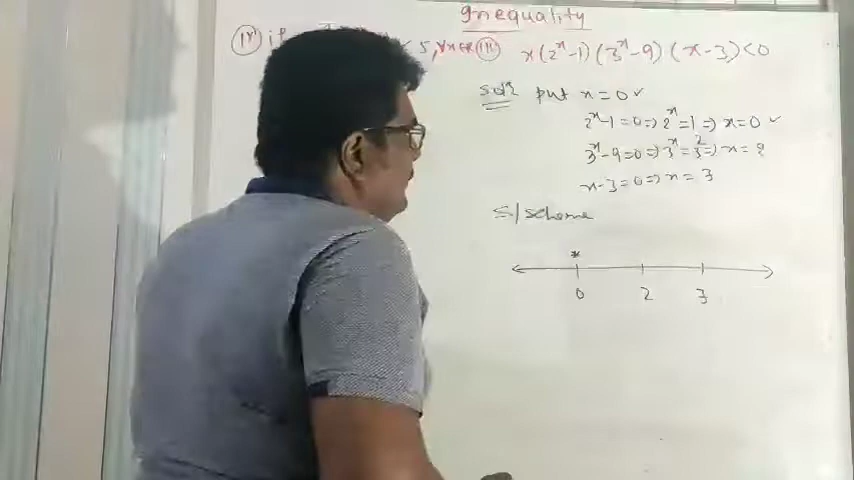 Inequality
(iv) if < 5, ∀x∈R (iii) x(2^x-1)(3^x-9)(x-3)<0
Sol^n put x=0 ✓
2^x-1=0 => 2^x=1 => x=0 ✓
3^x-9=0 => 3^x=3^2 => x=2
x-3=0 => x=3
S/scheme
*
0 2 3